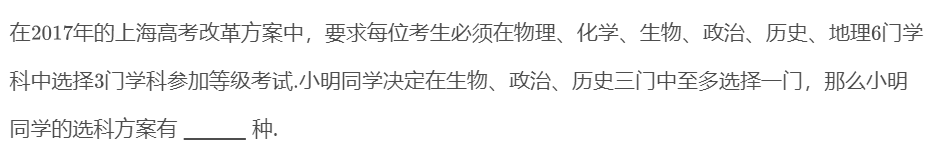 在2017年的上海高考改革方案中，要求每位考生必须在物理、化学、生物、政治、历史、地理6门学
科中选择3门学科参加等级考试.小明同学决定在生物、政治、历史三门中至多选择一门，那么小明
同学的选科方案有 ______ 种.